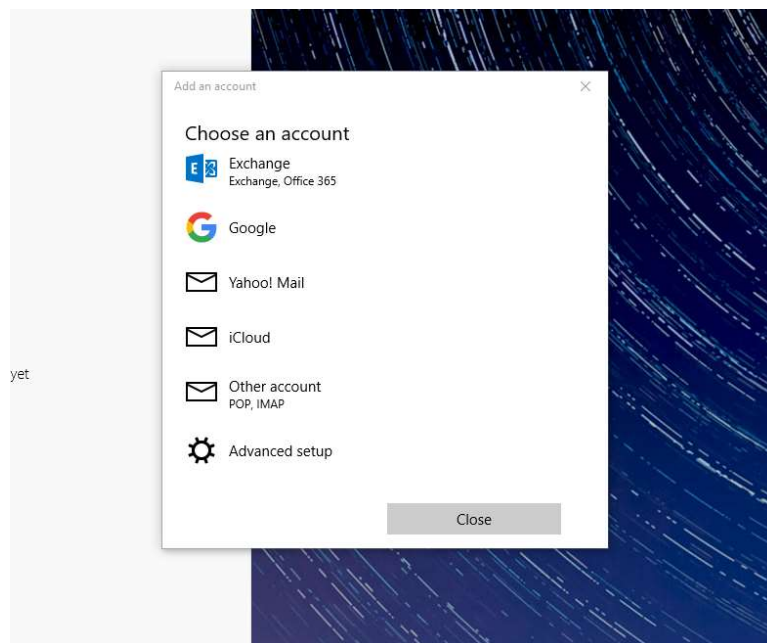 Add an account
Choose an account
Exchange
Exchange, Office 365
Google
Yahoo! Mail
iCloud
yet
Other account
POP, IMAP
Advanced setup
Close